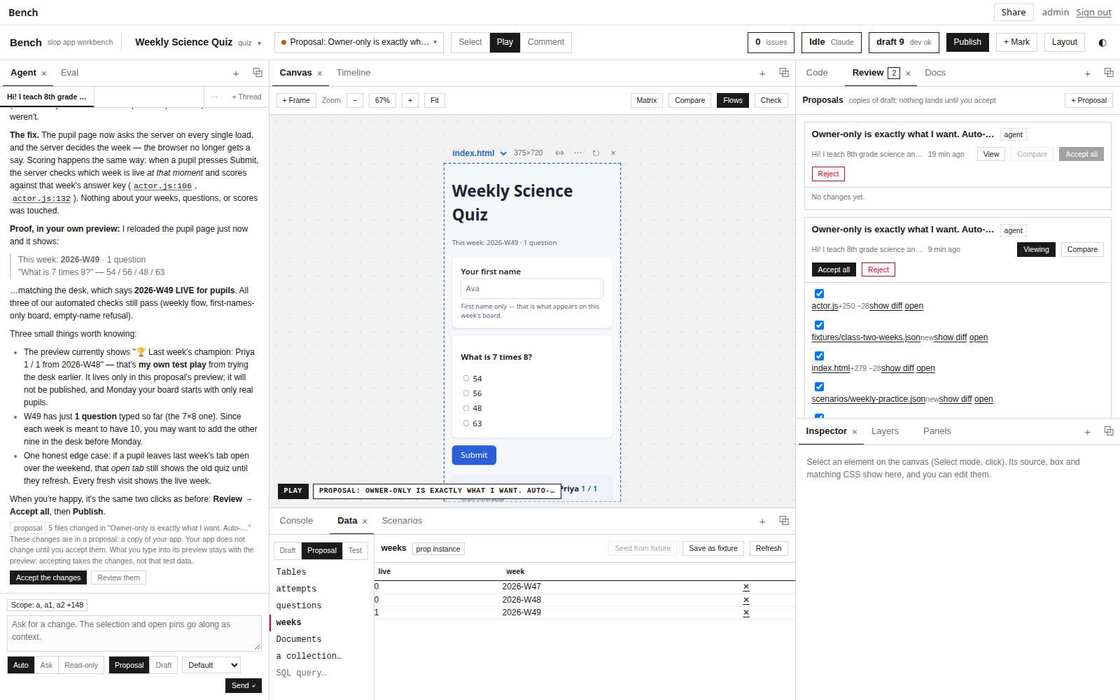 Bench
Share
admin
Sign out
Bench
slop app workbench
Weekly Science Quiz
quiz
Proposal: Owner-only is exactly wh...
Select
Play
Comment
0 issues
Idle Claude
draft 9 dev ok
Publish
+ Mark
Layout
Agent
Eval
Hi! I teach 8th grade ...
+ Thread
weren't.
The fix. The pupil page now asks the
server on every single load,
and the server decides the week — the browser no longer gets a
say. Scoring happens the same way: when a pupil presses Submit,
the server checks which week is live at that moment and scores
against that week's answer key ( actor.js:106 ,
actor.js:132 ). Nothing about your weeks, questions, or scores
was touched.
Proof, in your own preview: I reloaded the pupil page just now
and it shows:
This week: 2026-W49 · 1 question
"What is 7 times 8?" — 54 / 56 / 48 / 63
…matching the desk, which says 2026-W49 LIVE for pupils. All
three of our automated checks still pass (weekly flow, first-names-
only board, empty-name refusal).
Three small things worth knowing:
The preview currently shows "🏆 Last week's champion: Priya
1 / 1 from 2026-W48" — that's my own test play from trying
the desk earlier. It lives only in this proposal's preview; it will
not be published, and Monday your board starts with only real
pupils.
W49 has just 1 question typed so far (the 7×8 one). Since
each week is meant to have 10, you may want to add the other
nine in the desk before Monday.
One honest edge case: if a pupil leaves last week's tab open
over the weekend, that open tab still shows the old quiz until
they refresh. Every fresh visit shows the live week.
When you're happy, it's the same two clicks as before: Review →
Accept all, then Publish.
proposal 5 files changed in "Owner-only is exactly what I want. Auto-…"
These changes are in a proposal: a copy of your app. Your app does not
change until you accept them. What you type into its preview stays with the
preview: accepting takes the changes, not that test data.
Accept the changes
Review them
Scope: a, a1, a2 +148
Ask for a change. The selection and open pins go along as
context.
Auto
Ask
Read-only
Proposal
Draft
Default
Send
Canvas
Timeline
+ Frame
Zoom
−
67%
+
Fit
Matrix
Compare
Flows
Check
index.html
375×720
Weekly Science
Quiz
This week: 2026-W49 · 1 question
Your first name
Ava
First name only — that is what appears on this
week's board.
What is 7 times 8?
54
56
48
63
Submit
Priya 1 / 1
PLAY
PROPOSAL: OWNER-ONLY IS EXACTLY WHAT I WANT. AUTO-…
Console
Data
Scenarios
Draft
Proposal
Test
Tables
attempts
questions
weeks
Documents
a collection…
SQL query…
weeks
prop instance
Seed from fixture
Save as fixture
Refresh
live week
0 2026-W47 ✕
0 2026-W48 ✕
1 2026-W49 ✕
Code
Review 2
Docs
Proposals
copies of draft; nothing lands until you accept
+ Proposal
Owner-only is exactly what I want. Auto-…
agent
Hi! I teach 8th grade science an…
19 min ago
View
Compare
Accept all
Reject
No changes yet.
Owner-only is exactly what I want. Auto-…
agent
Hi! I teach 8th grade science an…
9 min ago
Viewing
Compare
Accept all
Reject
actor.js+250 −28show diff open
fixtures/class-two-weeks.jsonnewshow diff open
index.html+279 −28show diff open
scenarios/weekly-practice.jsonnewshow diff open
Inspector
Layers
Panels
Select an element on the canvas (Select mode, click). Its source, box and
matching CSS show here, and you can edit them.